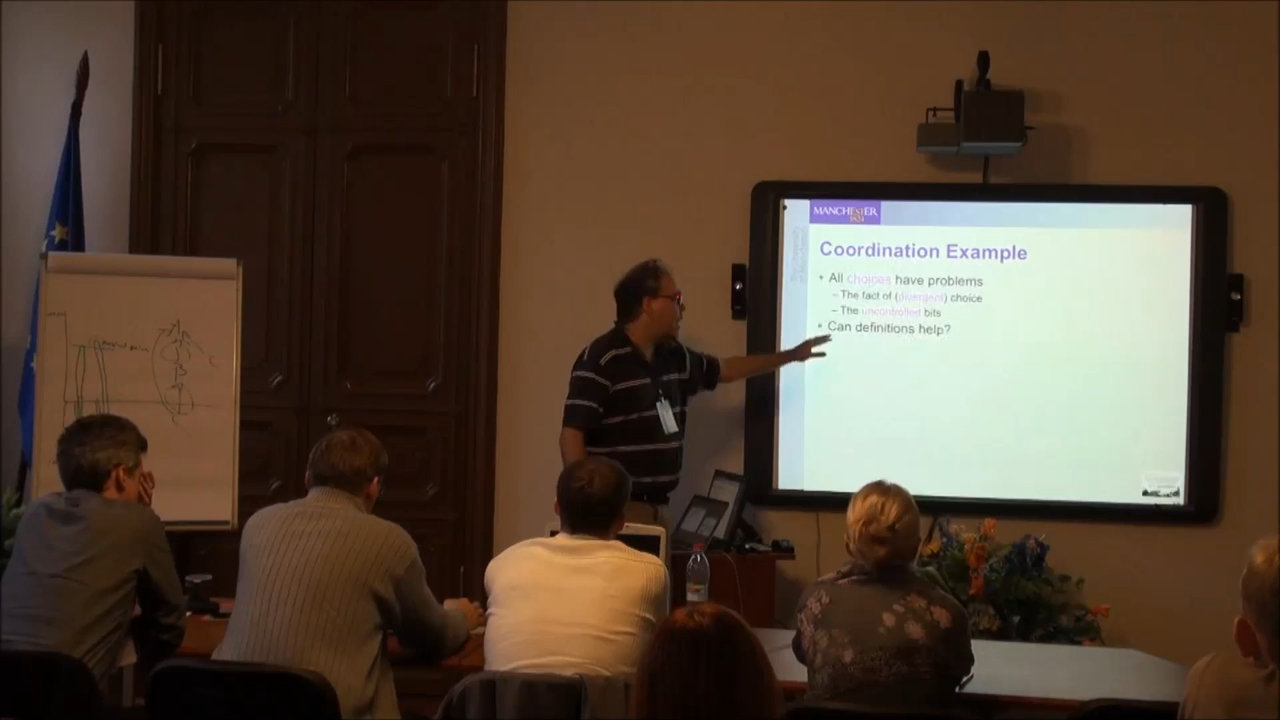 MANCHESTER
1824
Coordination Example
• All choices have problems
– The fact of (divergent) choice
– The uncontrolled bits
• Can definitions help?